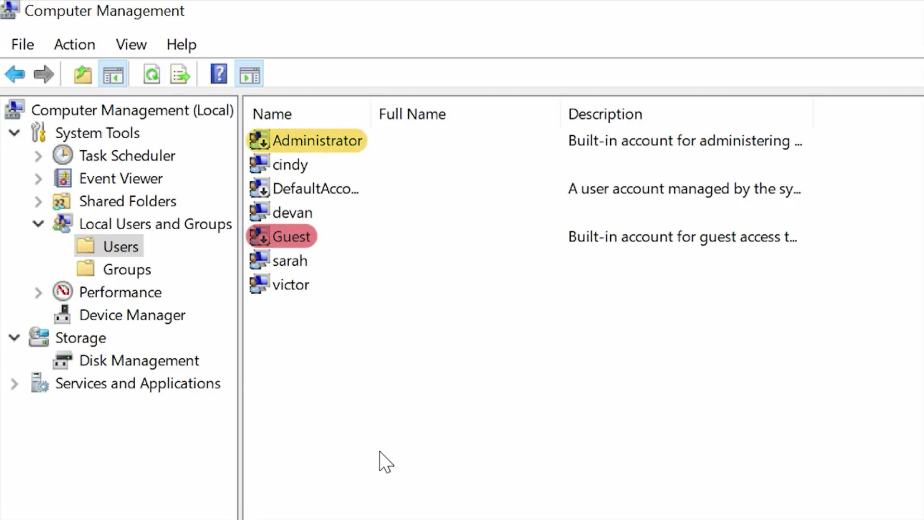 Computer Management
File Action View Help
Computer Management (Local)
System Tools
Task Scheduler
Event Viewer
Shared Folders
Local Users and Groups
Users
Groups
Performance
Device Manager
Storage
Disk Management
Services and Applications
Name Full Name Description
Administrator Built-in account for administering ...
cindy
DefaultAcco... A user account managed by the sy...
devan
Guest Built-in account for guest access t...
sarah
victor